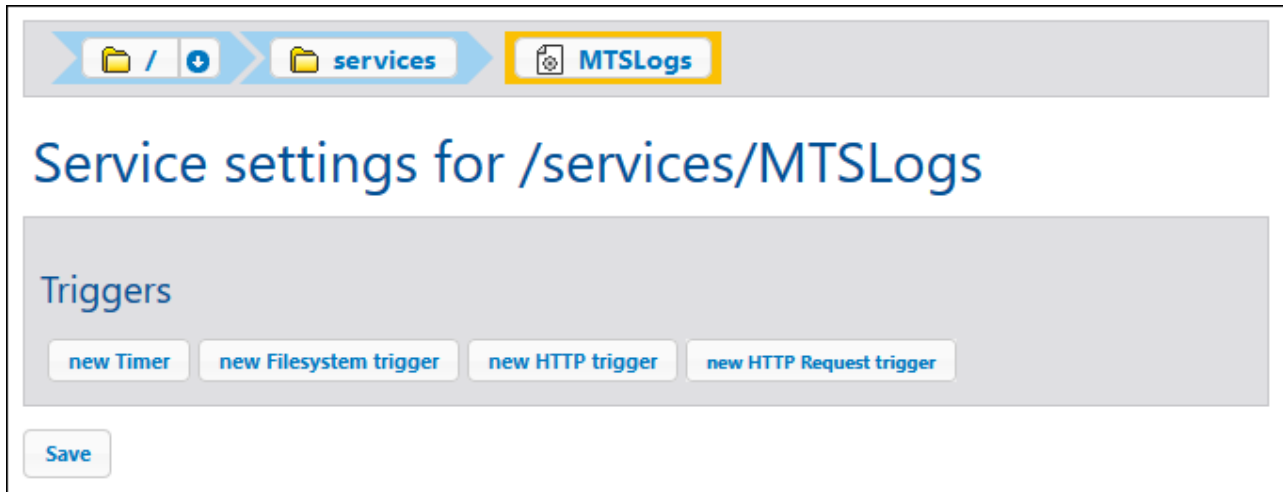 / services MTSLogs
Service settings for /services/MTSLogs
Triggers
new Timer new Filesystem trigger new HTTP trigger new HTTP Request trigger
Save